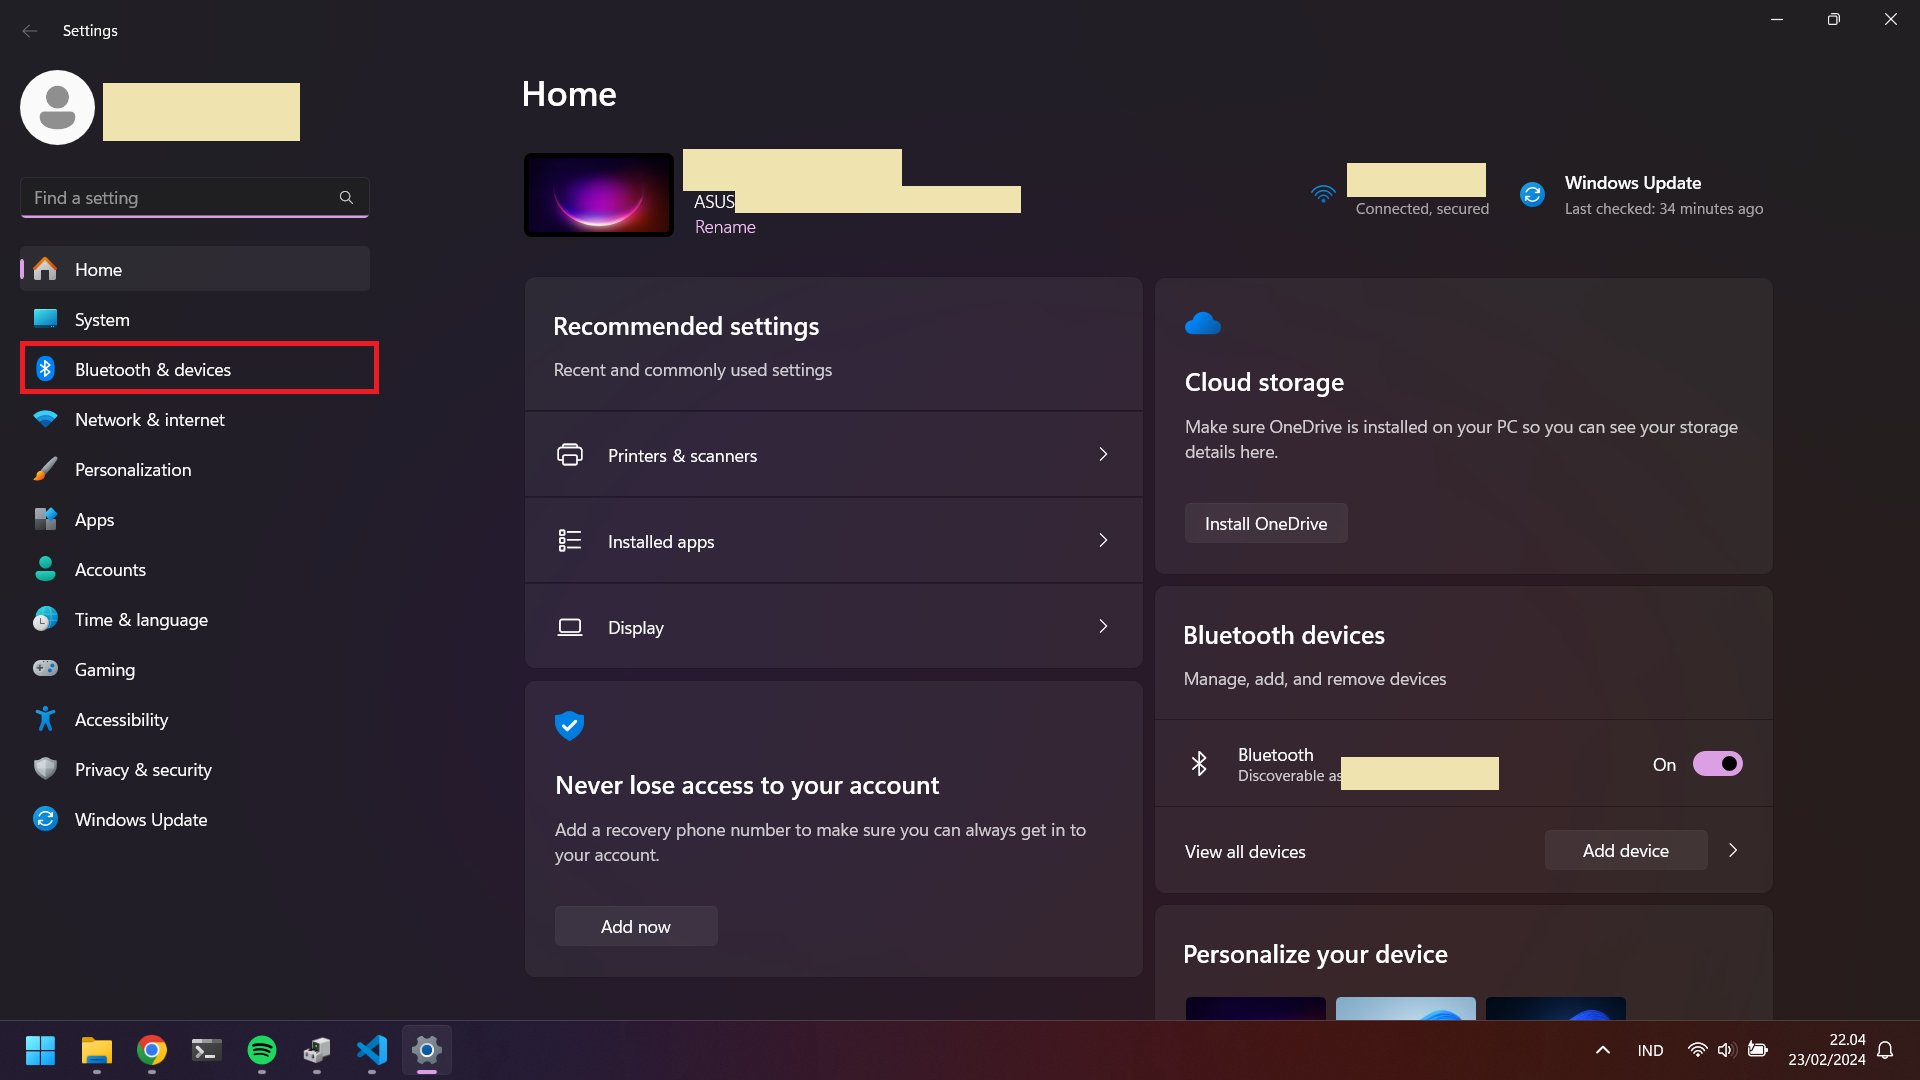 Settings
Find a setting
Home
System
Bluetooth & devices
Network & internet
Personalization
Apps
Accounts
Time & language
Gaming
Accessibility
Privacy & security
Windows Update
Home
ASUS
Rename
Connected, secured
Windows Update
Last checked: 34 minutes ago
Recommended settings
Recent and commonly used settings
Printers & scanners
Installed apps
Display
Never lose access to your account
Add a recovery phone number to make sure you can always get in to
your account.
Add now
Cloud storage
Make sure OneDrive is installed on your PC so you can see your storage
details here.
Install OneDrive
Bluetooth devices
Manage, add, and remove devices
Bluetooth
Discoverable as
On
View all devices
Add device
Personalize your device
IND
22.04
23/02/2024